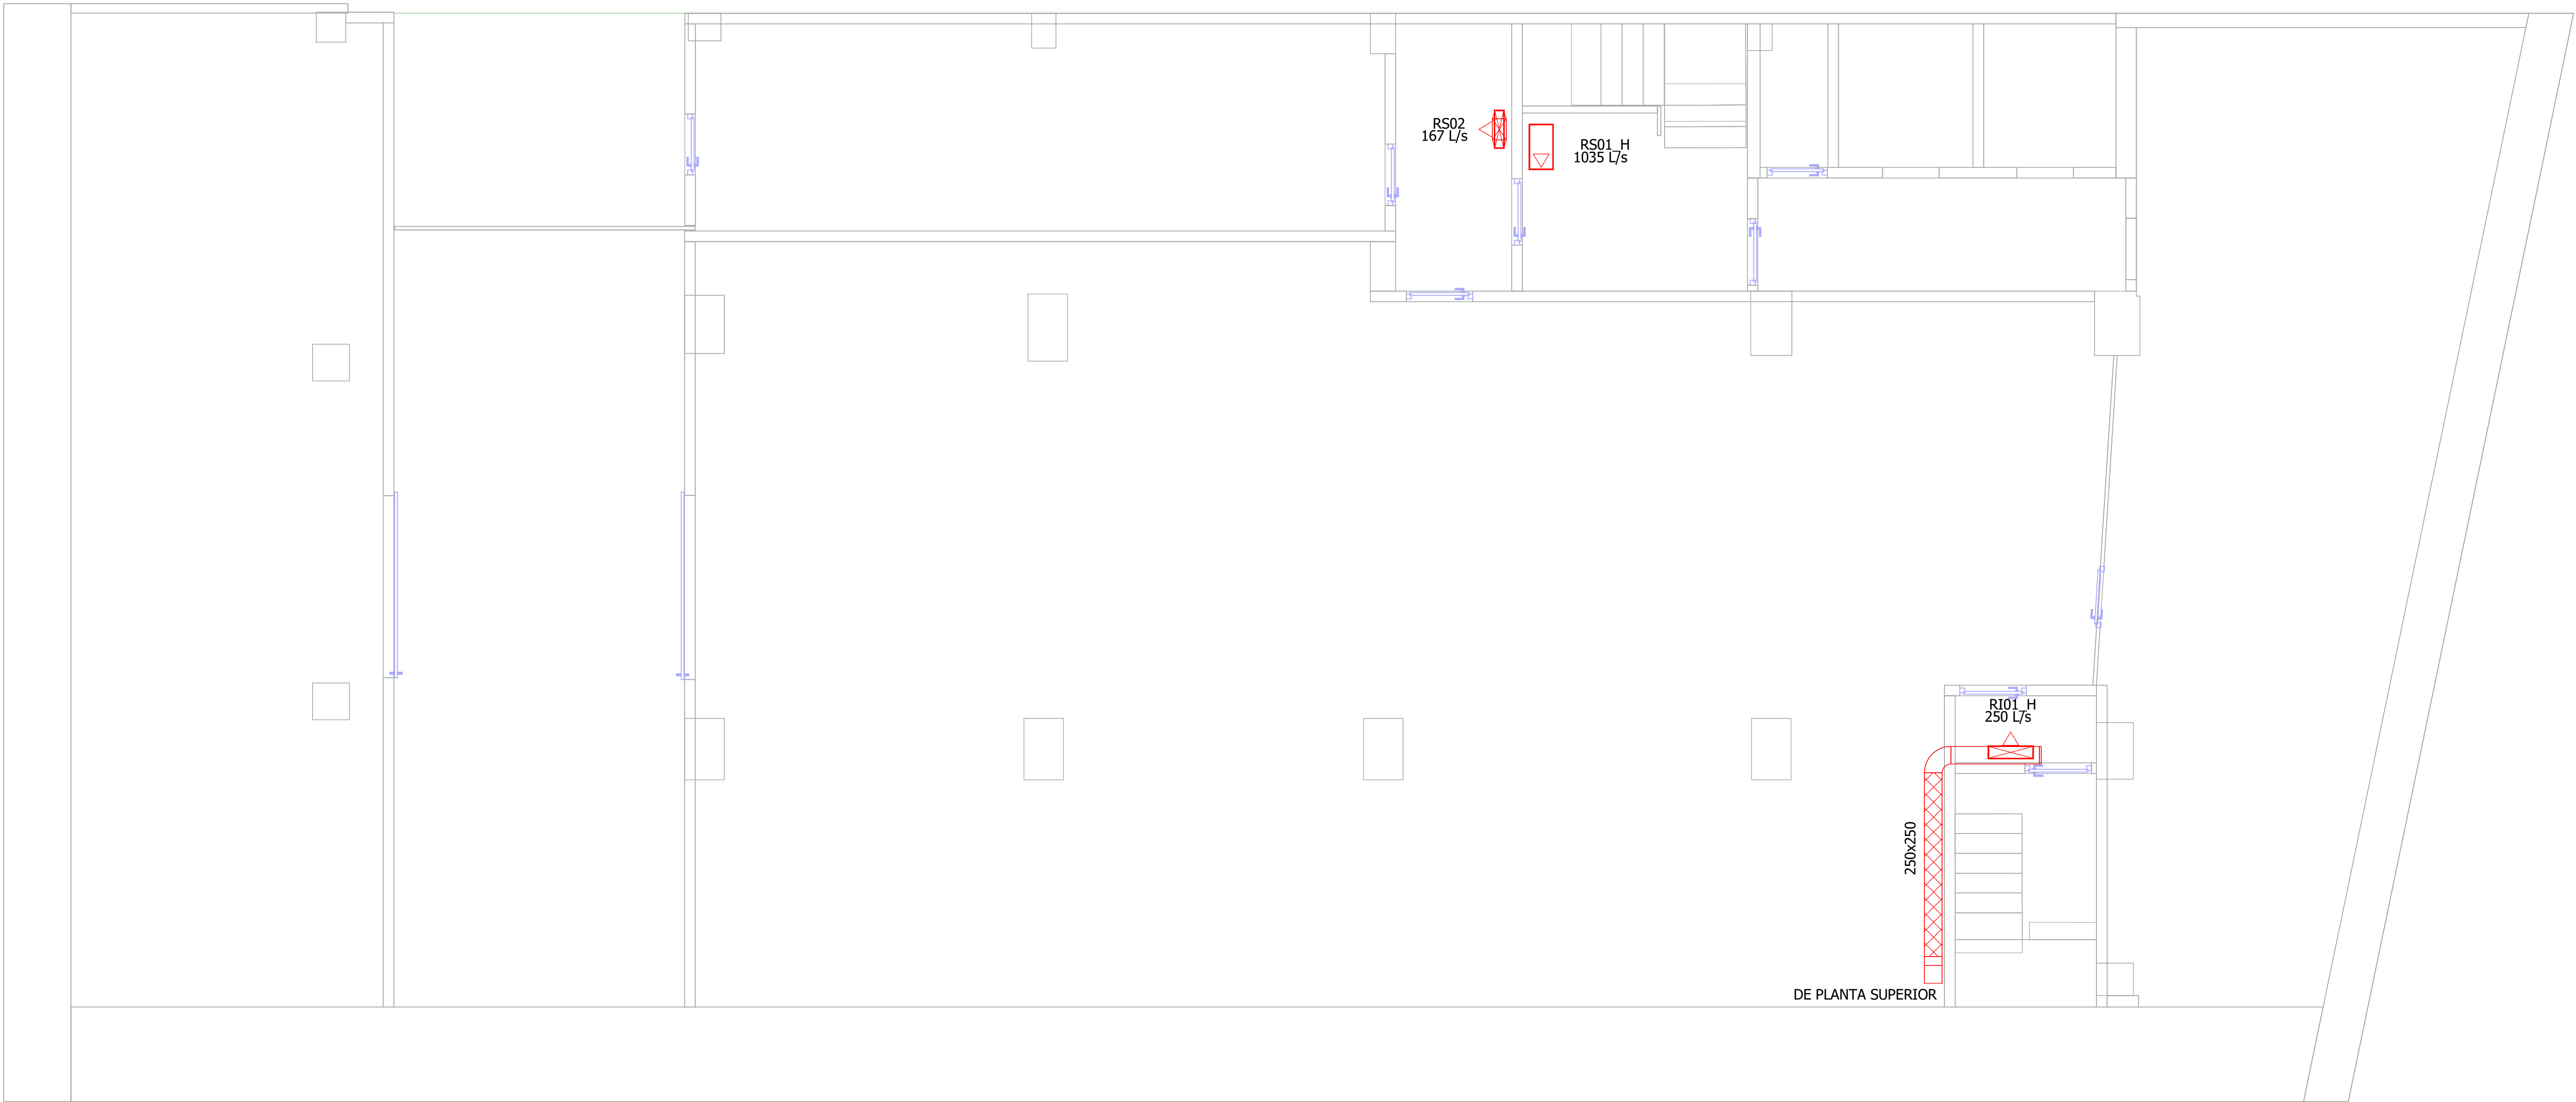 RS02
167 L/s
RS01_H
1035 L/s
RI01_H
250 L/s
250x250
DE PLANTA SUPERIOR